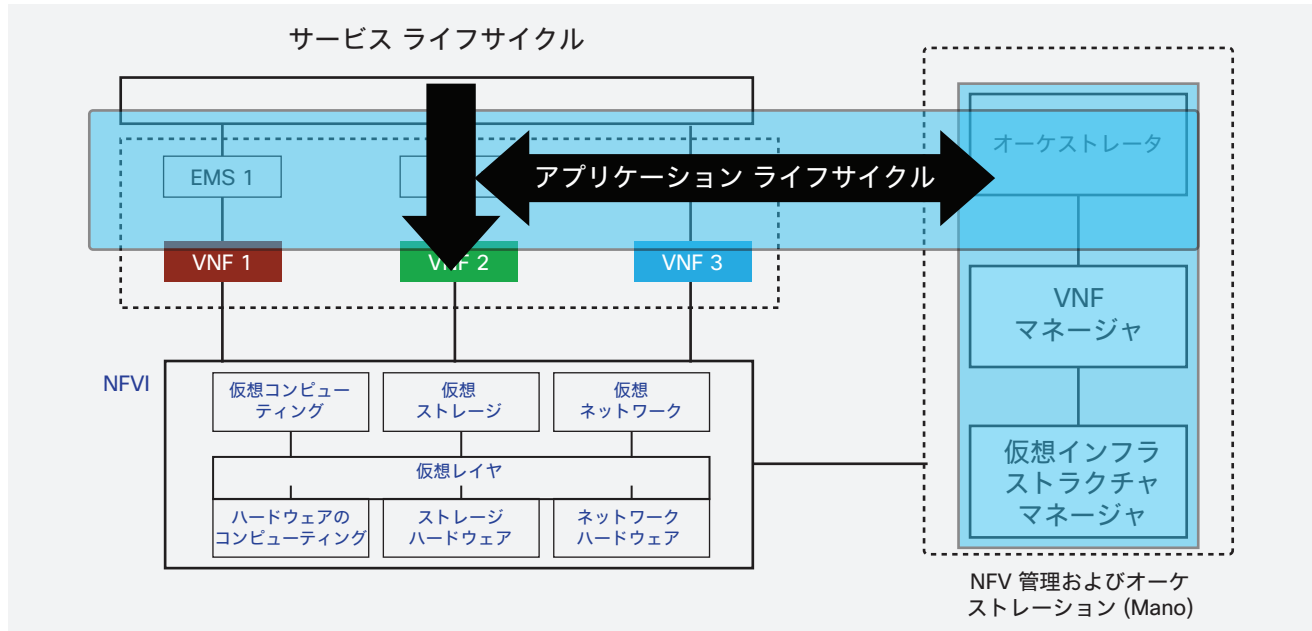 サービス ライフサイクル
オーケストレータ
EMS 1
アプリケーション ライフサイクル
VNF 1
VNF 2
VNF 3
VNF
マネージャ
NFVI
仮想コンピュー
ティング
仮想
ストレージ
仮想
ネットワーク
仮想レイヤ
ハードウェアの
コンピューティング
ストレージ
ハードウェア
ネットワーク
ハードウェア
仮想インフラ
ストラクチャ
マネージャ
NFV 管理およびオーケ
ストレーション (Mano)